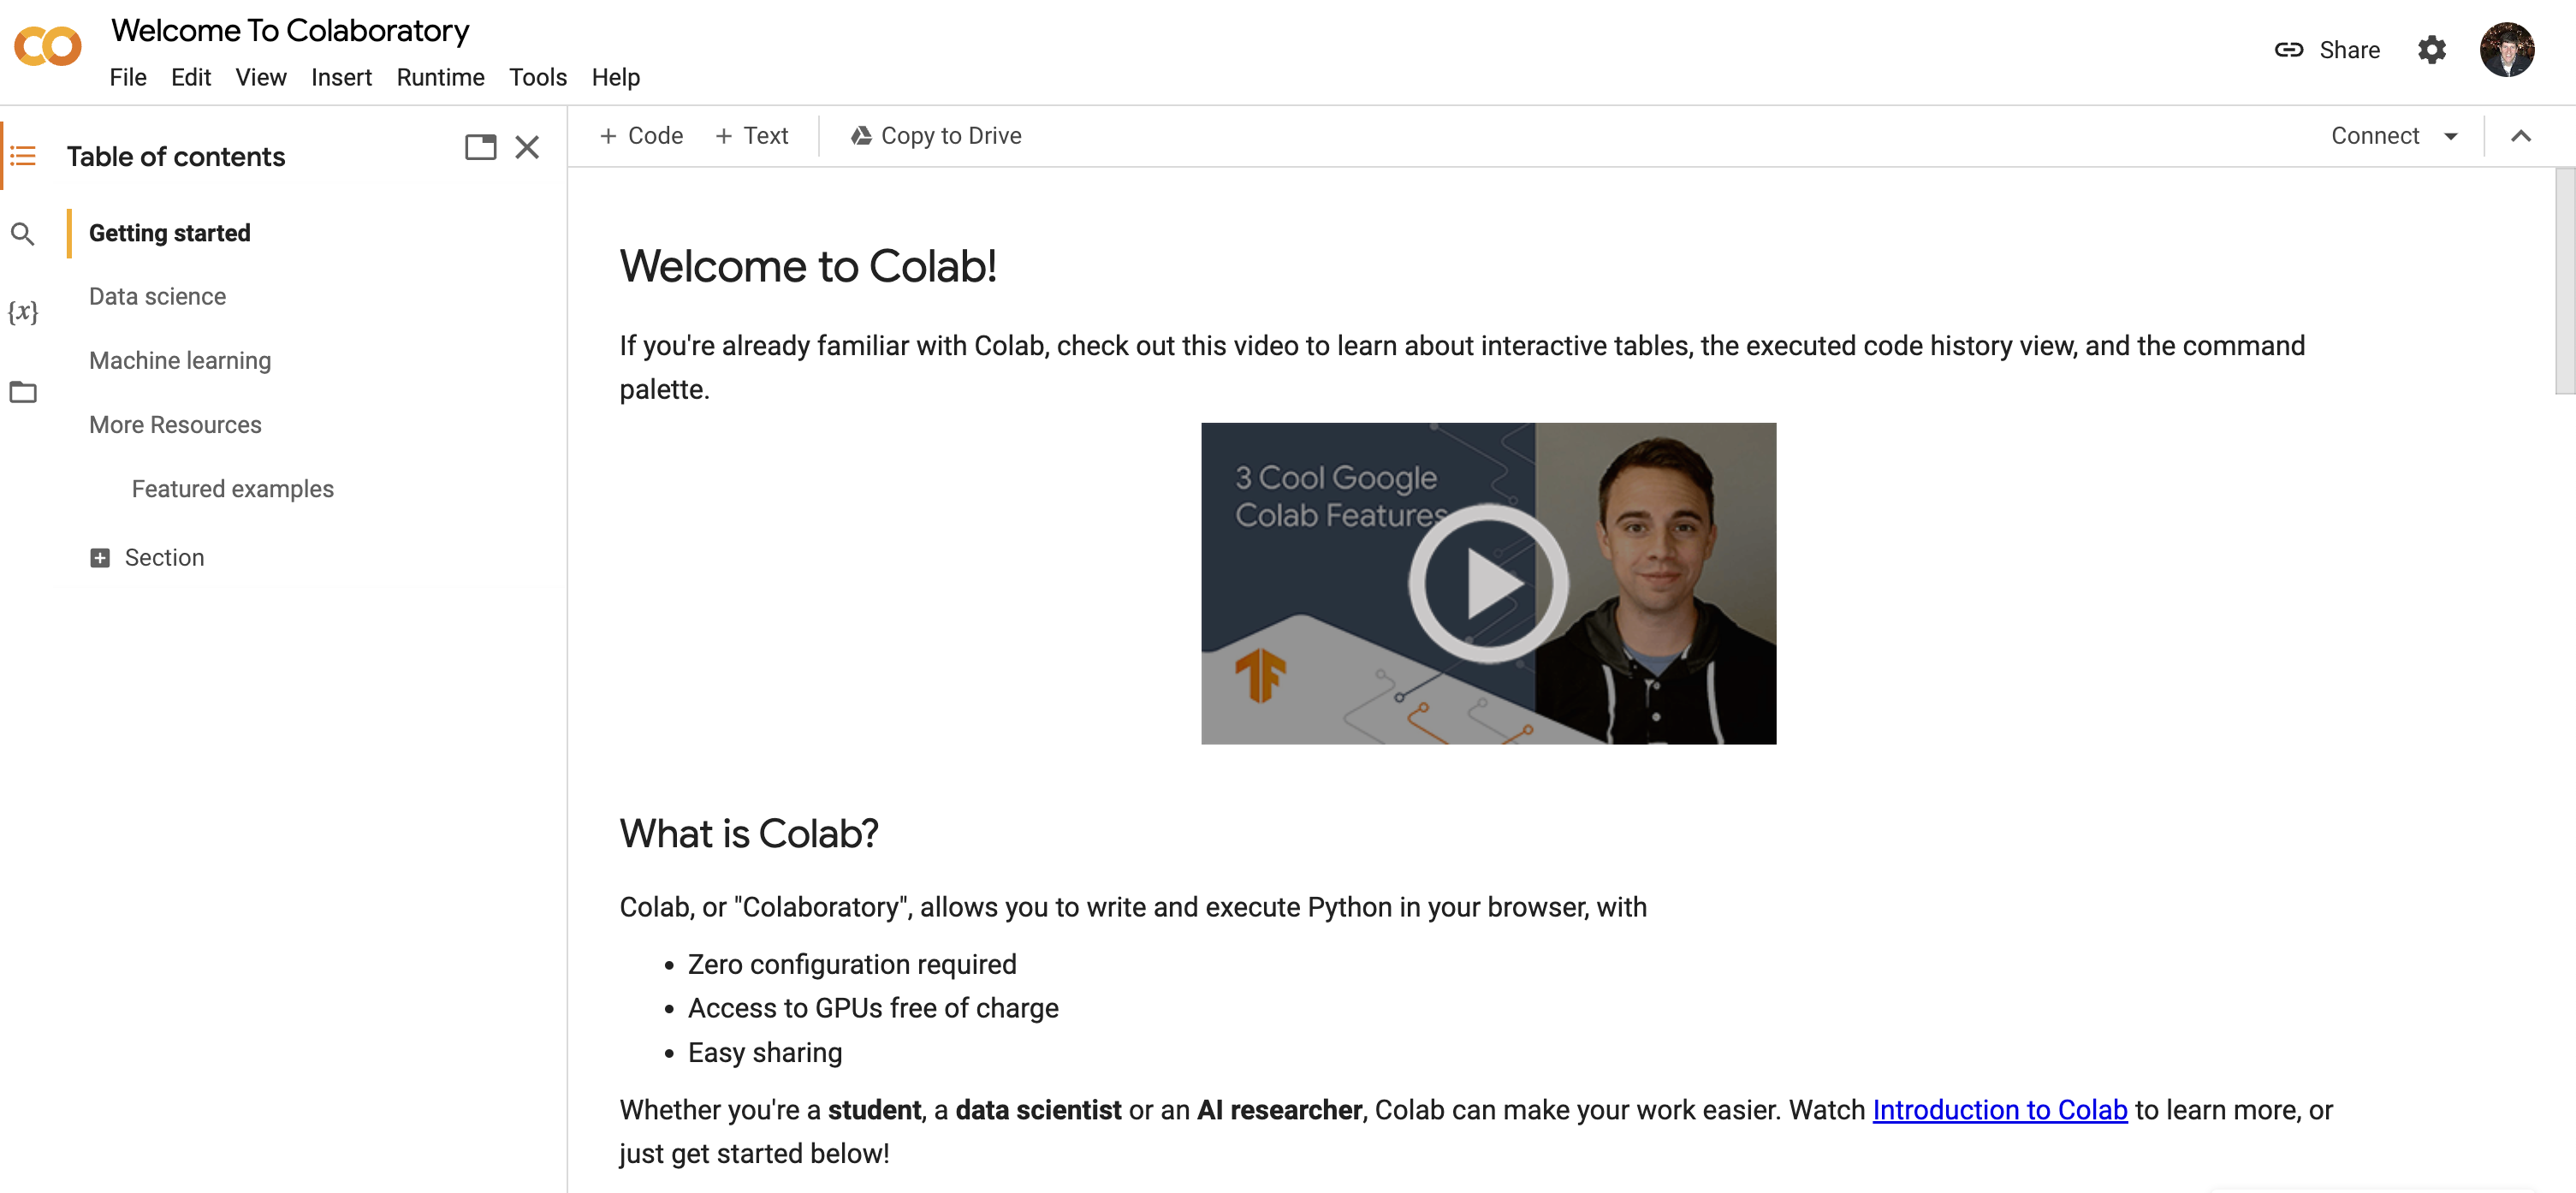 Welcome To Colaboratory
File Edit View Insert Runtime Tools Help
Share
Table of contents
Getting started
Data science
Machine learning
More Resources
Featured examples
Section
{x}
+ Code + Text Copy to Drive
Connect
Welcome to Colab!
If you're already familiar with Colab, check out this video to learn about interactive tables, the executed code history view, and the command
palette.
3 Cool Google
Colab Features
What is Colab?
Colab, or "Colaboratory", allows you to write and execute Python in your browser, with
• Zero configuration required
• Access to GPUs free of charge
• Easy sharing
Whether you're a student, a data scientist or an AI researcher, Colab can make your work easier. Watch Introduction to Colab to learn more, or
just get started below!